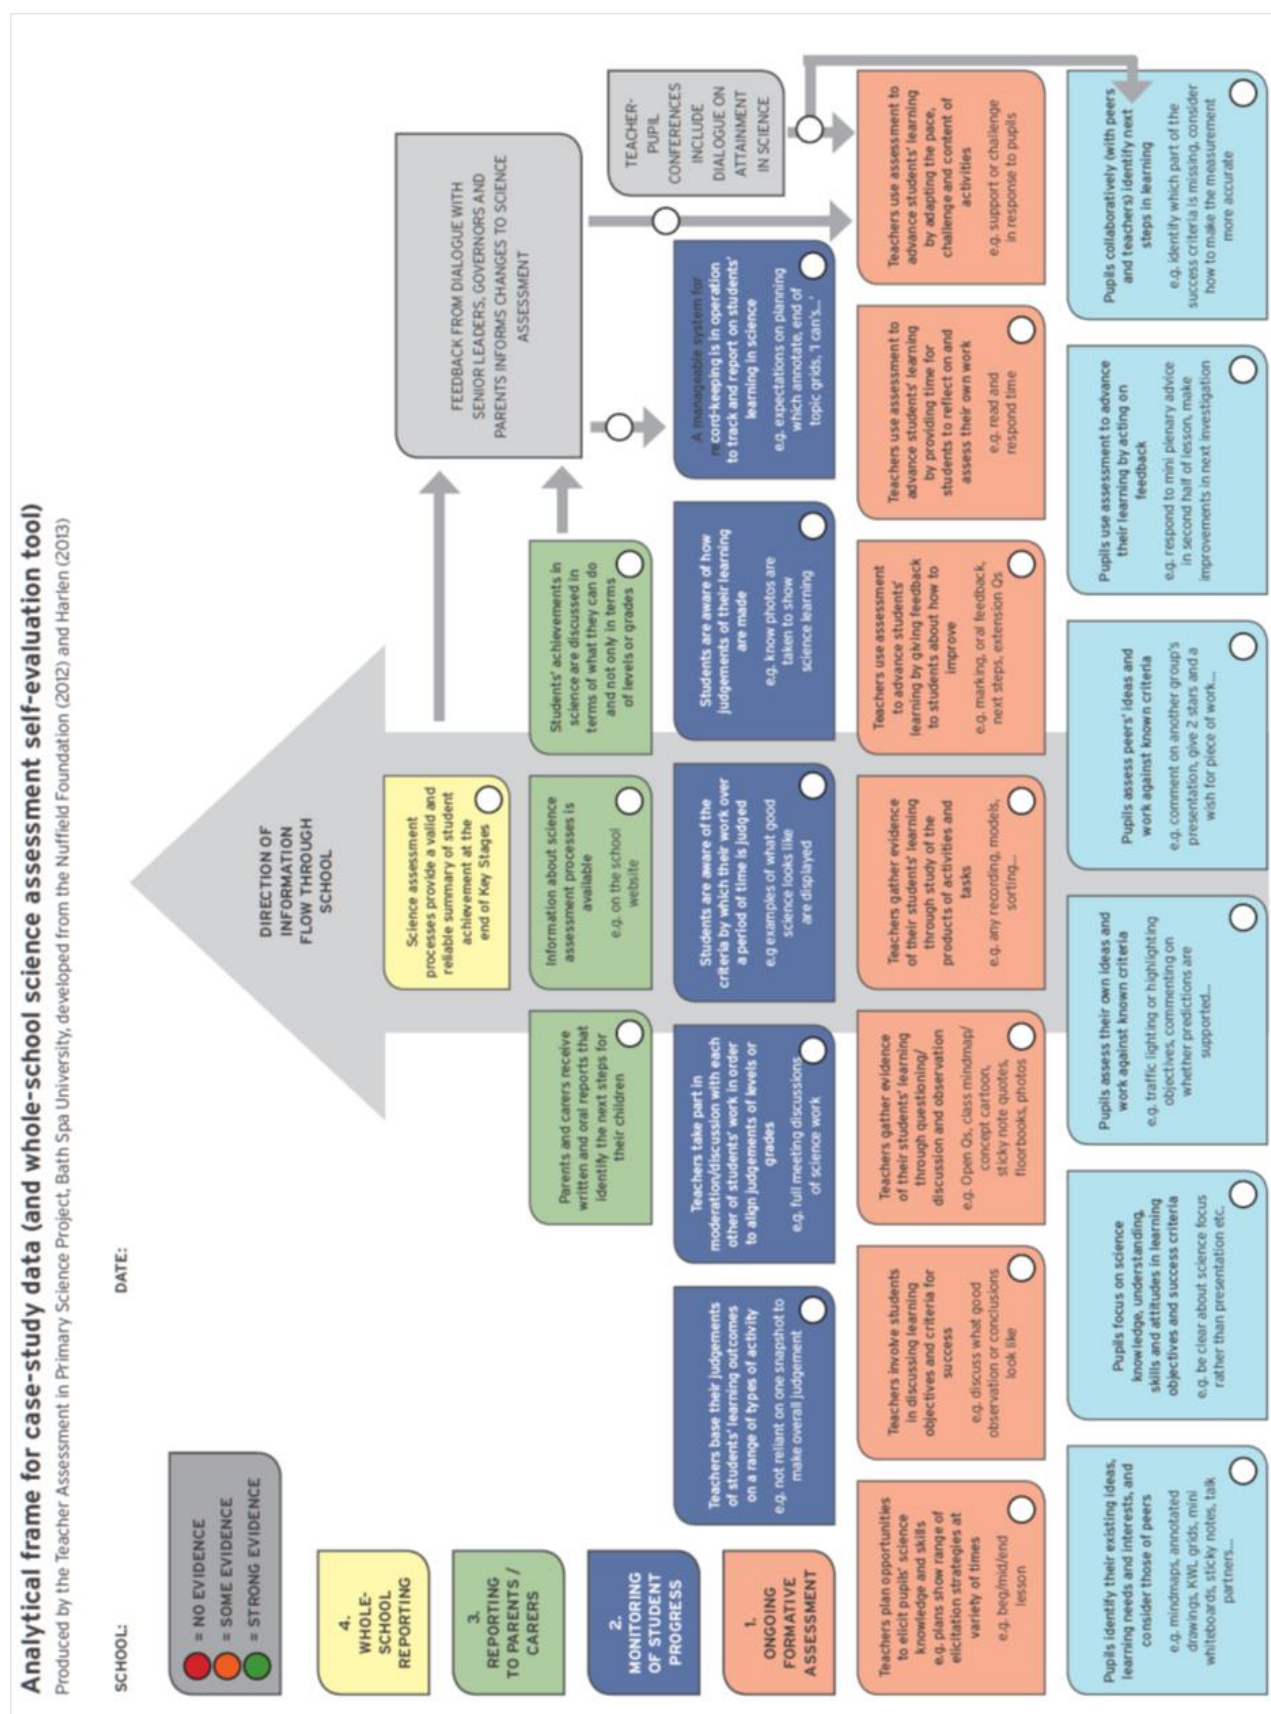 Analytical frame for case-study data (and whole-school science assessment self-evaluation tool)
Produced by the Teacher Assessment in Primary Science Project, Bath Spa University, developed from the Nuffield Foundation (2012) and Harlen (2013)
SCHOOL:
DATE:
= NO EVIDENCE
= SOME EVIDENCE
= STRONG EVIDENCE
DIRECTION OF
INFORMATION
FLOW THROUGH
SCHOOL
4.
WHOLE-
SCHOOL
REPORTING
Science assessment
processes provide a valid and
reliable summary of student
achievement at the
end of Key Stages
FEEDBACK FROM DIALOGUE WITH
SENIOR LEADERS, GOVERNORS AND
PARENTS INFORMS CHANGES TO SCIENCE
ASSESSMENT
3.
REPORTING
TO PARENTS /
CARERS
Parents and carers receive
written and oral reports that
identify the next steps for
their children
Information about science
assessment processes is
available
e.g. on the school
website
Students' achievements in
science are discussed in
terms of what they can do
and not only in terms
of levels or grades
TEACHER-
PUPIL
CONFERENCES
INCLUDE
DIALOGUE ON
ATTAINMENT
IN SCIENCE
2.
MONITORING
OF STUDENT
PROGRESS
Teachers base their judgements
of students' learning outcomes
on a range of types of activity
e.g. not reliant on one snapshot to
make overall judgement
Teachers take part in
moderation/discussion with each
other of students' work in order
to align judgements of levels or
grades
e.g. full meeting discussions
of science work
Students are aware of the
criteria by which their work over
a period of time is judged
e.g examples of what good
science looks like
are displayed
Students are aware of how
judgements of their learning
are made
e.g. know photos are
taken to show
science learning
A manageable system for
record-keeping is in operation
to track and report on students'
learning in science
e.g. expectations on planning
which annotate, end of
topic grids, 'I can's...'
1.
ONGOING
FORMATIVE
ASSESSMENT
Teachers plan opportunities
to elicit pupils' science
knowledge and skills
e.g. plans show range of
elicitation strategies at
variety of times
e.g. beg/mid/end
lesson
Teachers involve students
in discussing learning
objectives and criteria for
success
e.g. discuss what good
observation or conclusions
look like
Teachers gather evidence
of their students' learning
through questioning/
discussion and observation
e.g. Open Qs, class mindmap/
concept cartoon,
sticky note quotes,
floorbooks, photos
Teachers gather evidence
of their students' learning
through study of the
products of activities and
tasks
e.g. any recording, models,
sorting...
Teachers use assessment
to advance students'
learning by giving feedback
to students about how to
improve
e.g. marking, oral feedback,
next steps, extension Qs
Teachers use assessment to
advance students' learning
by providing time for
students to reflect on and
assess their own work
e.g. read and
respond time
Teachers use assessment to
advance students' learning
by adapting the pace,
challenge and content of
activities
e.g. support or challenge
in response to pupils
Pupils identify their existing ideas,
learning needs and interests, and
consider those of peers
e.g. mindmaps, annotated
drawings, KWL grids, mini
whiteboards, sticky notes, talk
partners...
Pupils focus on science
knowledge, understanding,
skills and attitudes in learning
objectives and success criteria
e.g. be clear about science focus
rather than presentation etc.
Pupils assess their own ideas and
work against known criteria
e.g. traffic lighting or highlighting
objectives, commenting on
whether predictions are
supported...
Pupils assess peers' ideas and
work against known criteria
e.g. comment on another group's
presentation, give 2 stars and a
wish for piece of work...
Pupils use assessment to advance
their learning by acting on
feedback
e.g. respond to mini plenary advice
in second half of lesson, make
improvements in next investigation
Pupils collaboratively (with peers
and teachers) identify next
steps in learning
e.g. identify which part of the
success criteria is missing, consider
how to make the measurement
more accurate